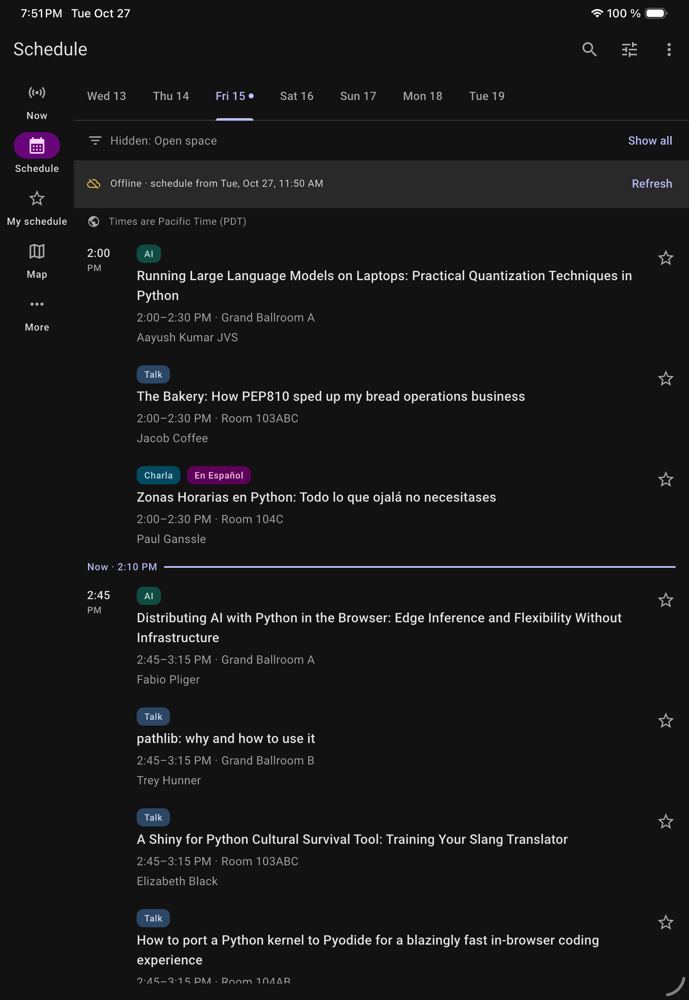 7:51 PM Tue Oct 27
100 %
Schedule
Now
Schedule
My schedule
Map
More
Wed 13 Thu 14 Fri 15 Sat 16 Sun 17 Mon 18 Tue 19
Hidden: Open space
Show all
Offline · schedule from Tue, Oct 27, 11:50 AM
Refresh
Times are Pacific Time (PDT)
2:00
PM
AI
Running Large Language Models on Laptops: Practical Quantization Techniques in
Python
2:00–2:30 PM · Grand Ballroom A
Aayush Kumar JVS
Talk
The Bakery: How PEP810 sped up my bread operations business
2:00–2:30 PM · Room 103ABC
Jacob Coffee
Charla En Español
Zonas Horarias en Python: Todo lo que ojalá no necesitases
2:00–2:30 PM · Room 104C
Paul Ganssle
Now · 2:10 PM
2:45
PM
AI
Distributing AI with Python in the Browser: Edge Inference and Flexibility Without
Infrastructure
2:45–3:15 PM · Grand Ballroom A
Fabio Pliger
Talk
pathlib: why and how to use it
2:45–3:15 PM · Grand Ballroom B
Trey Hunner
Talk
A Shiny for Python Cultural Survival Tool: Training Your Slang Translator
2:45–3:15 PM · Room 103ABC
Elizabeth Black
Talk
How to port a Python kernel to Pyodide for a blazingly fast in-browser coding
experience
2:45–3:15 PM · Room 104AB